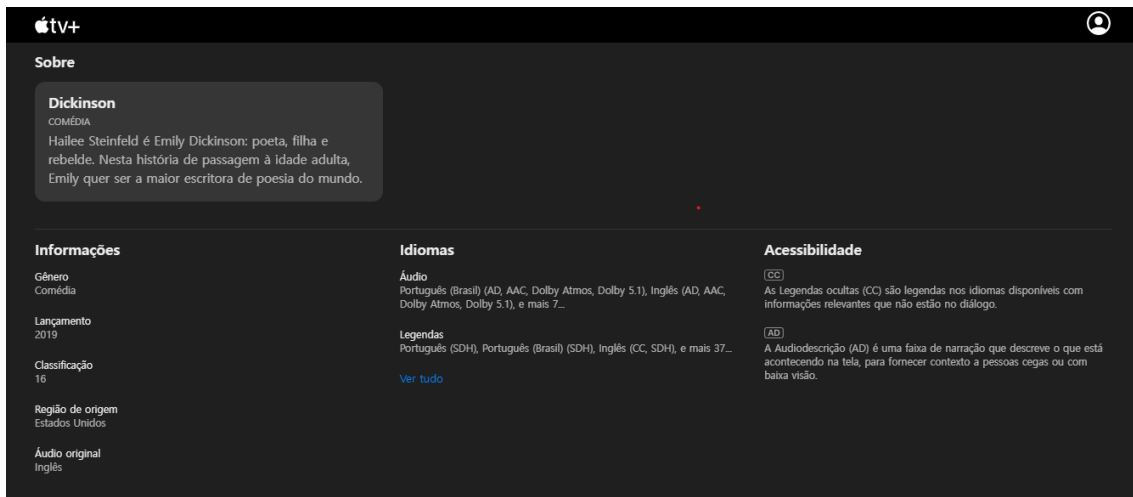 tv+
Sobre
Dickinson
COMÉDIA
Hailee Steinfeld é Emily Dickinson: poeta, filha e
rebelde. Nesta história de passagem à idade adulta,
Emily quer ser a maior escritora de poesia do mundo.
Informações
Gênero
Comédia
Lançamento
2019
Classificação
16
Região de origem
Estados Unidos
Áudio original
Inglês
Idiomas
Áudio
Português (Brasil) (AD, AAC, Dolby Atmos, Dolby 5.1), Inglês (AD, AAC,
Dolby Atmos, Dolby 5.1), e mais 7...
Legendas
Português (SDH), Português (Brasil) (SDH), Inglês (CC, SDH), e mais 37...
Ver tudo
Acessibilidade
CC
As Legendas ocultas (CC) são legendas nos idiomas disponíveis com
informações relevantes que não estão no diálogo.
AD
A Audiodescrição (AD) é uma faixa de narração que descreve o que está
acontecendo na tela, para fornecer contexto a pessoas cegas ou com
baixa visão.